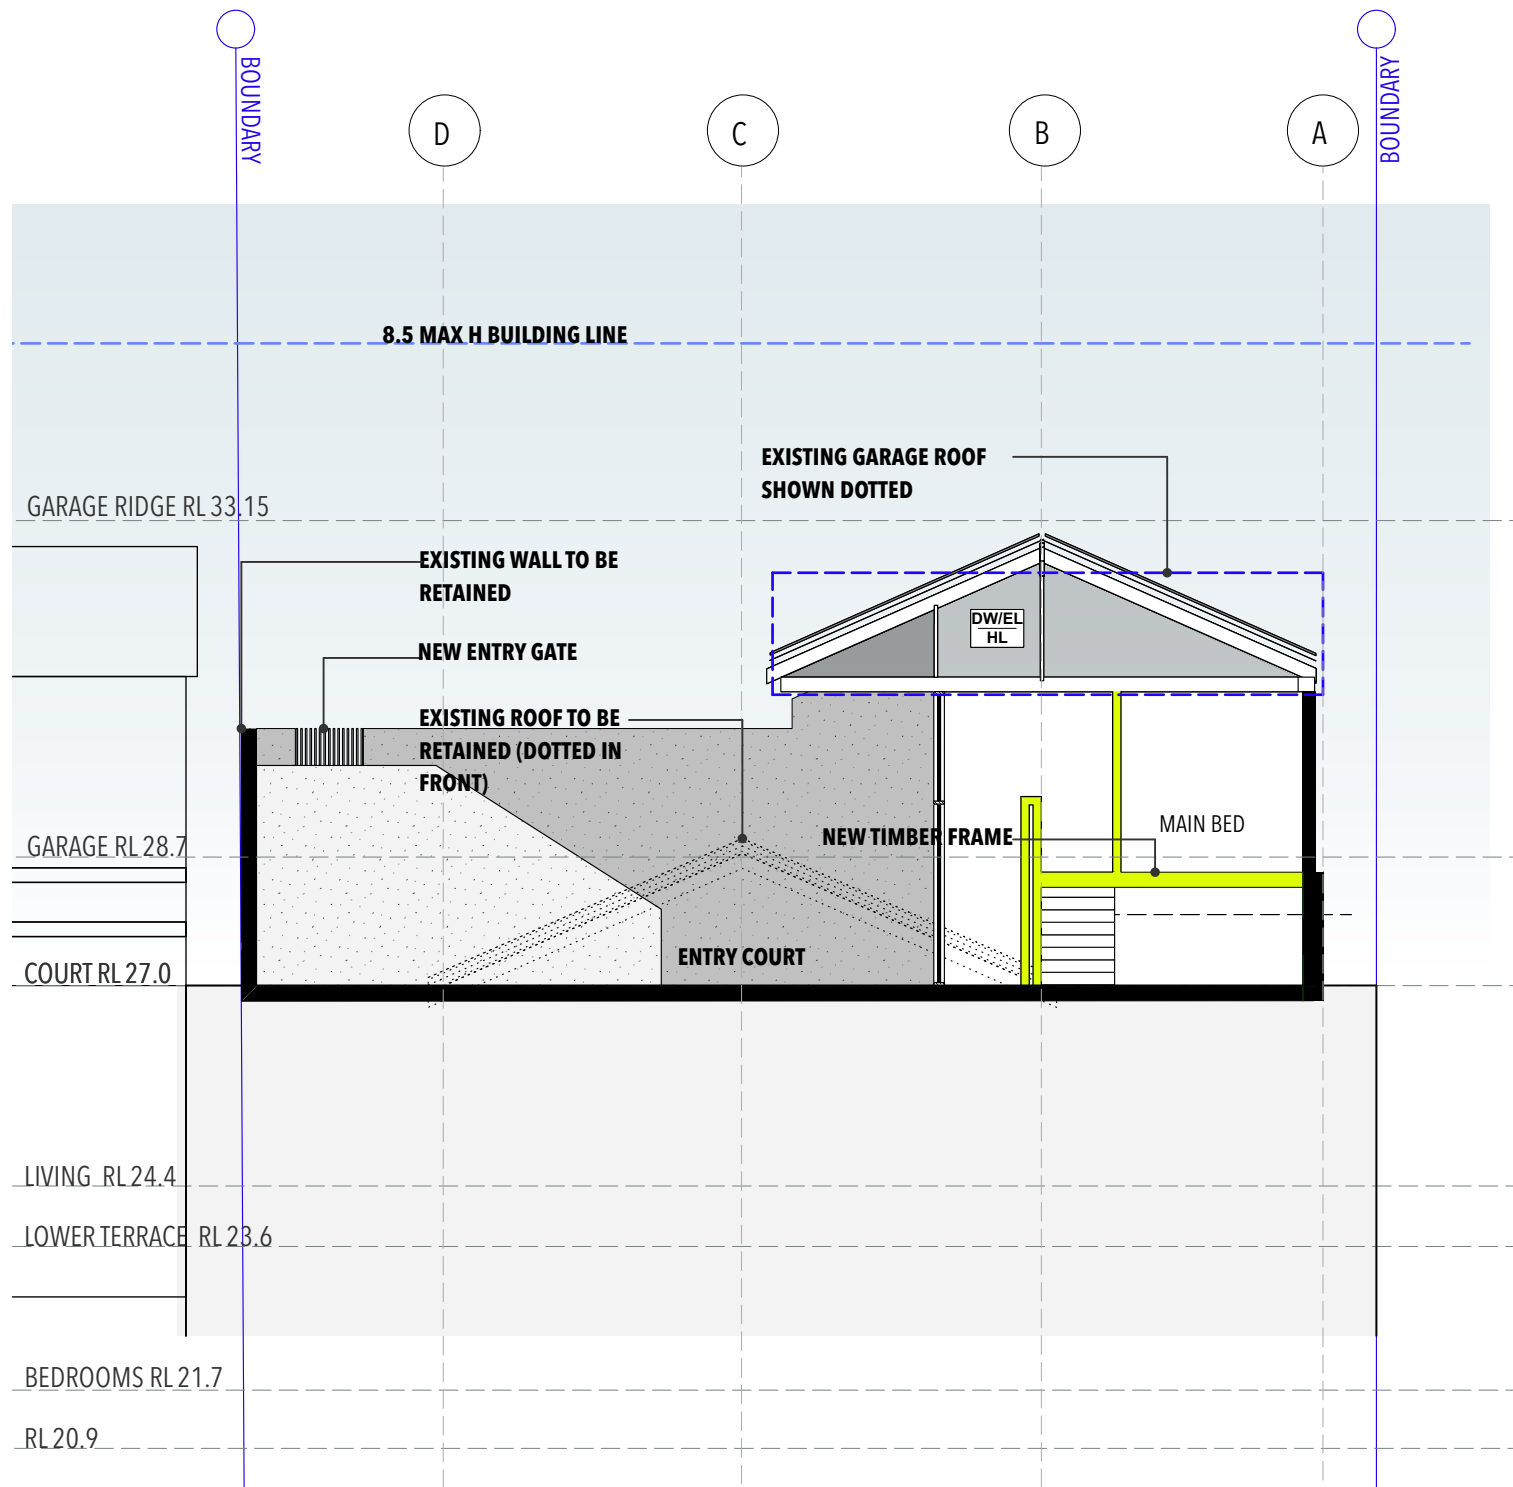 BOUNDARY
BOUNDARY
D
C
B
A
8.5 MAX H BUILDING LINE
EXISTING GARAGE ROOF
SHOWN DOTTED
GARAGE RIDGE RL 33.15
EXISTING WALL TO BE
RETAINED
DW/EL
HL
NEW ENTRY GATE
EXISTING ROOF TO BE
RETAINED (DOTTED IN
FRONT)
MAIN BED
NEW TIMBER FRAME
GARAGE RL 28.7
ENTRY COURT
COURT RL 27.0
LIVING RL 24.4
LOWER TERRACE RL 23.6
BEDROOMS RL 21.7
RL 20.9